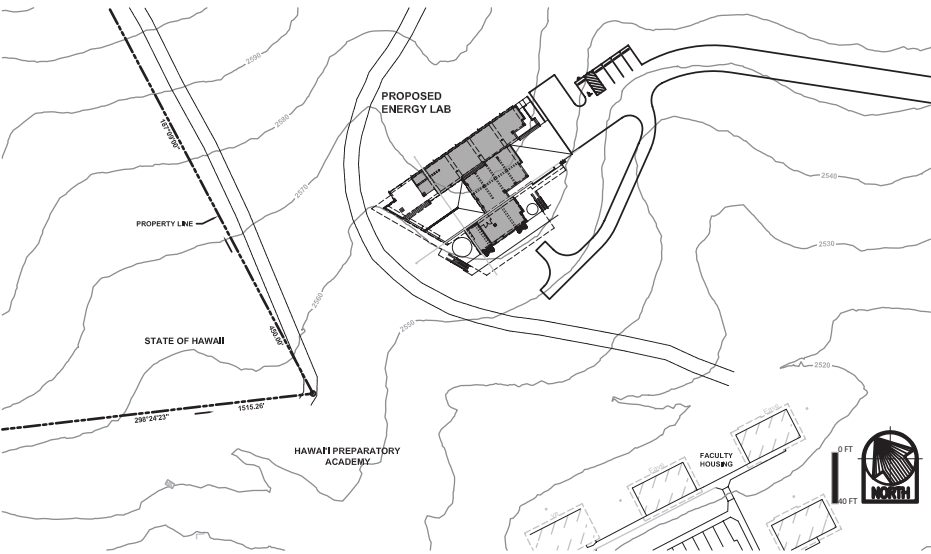 2590
PROPOSED
ENERGY LAB
187°09'00"
2580
2570
2540
PROPERTY LINE
2530
2560
2550
450.00'
STATE OF HAWAII
2520
1515.26'
298°24'23"
HAWAI'I PREPARATORY
ACADEMY
FACULTY
HOUSING
0 FT
40 FT
NORTH